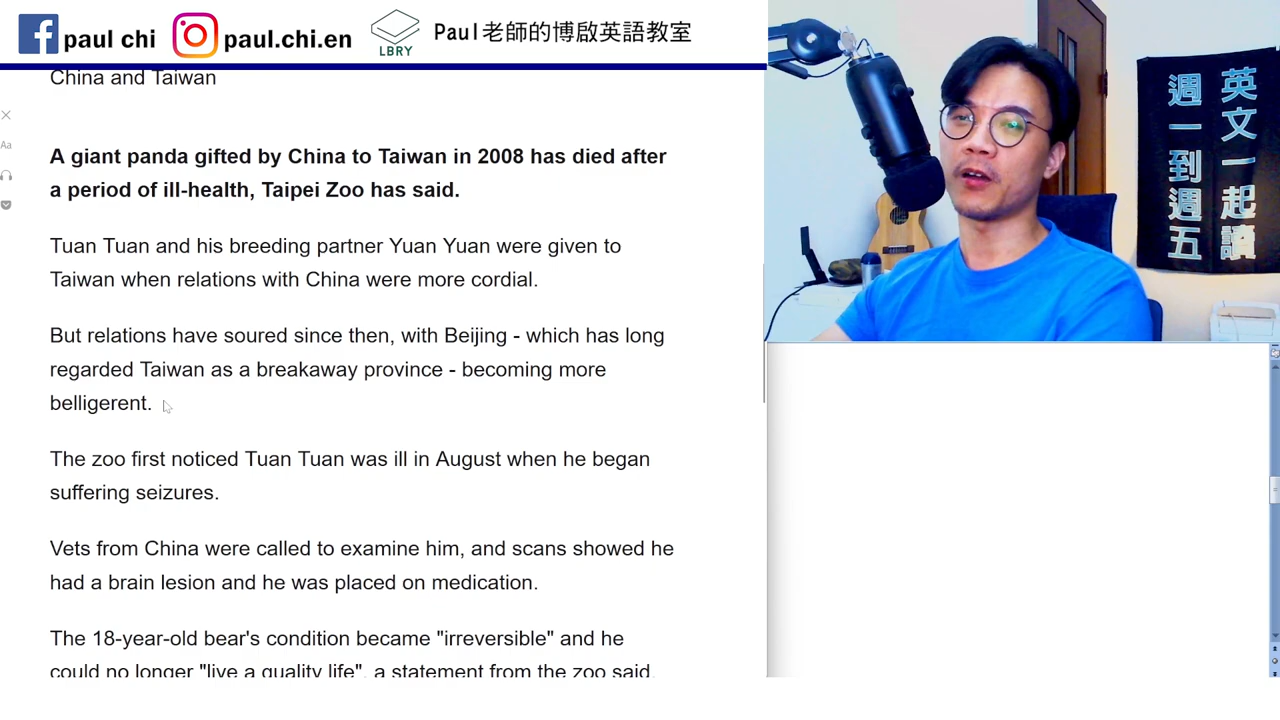 paul chi
paul.chi.en
LBRY
Paul老師的博啟英語教室
China and Taiwan
Aa
A giant panda gifted by China to Taiwan in 2008 has died after
a period of ill-health, Taipei Zoo has said.
Tuan Tuan and his breeding partner Yuan Yuan were given to
Taiwan when relations with China were more cordial.
But relations have soured since then, with Beijing - which has long
regarded Taiwan as a breakaway province - becoming more
belligerent.
The zoo first noticed Tuan Tuan was ill in August when he began
suffering seizures.
Vets from China were called to examine him, and scans showed he
had a brain lesion and he was placed on medication.
The 18-year-old bear's condition became "irreversible" and he
could no longer "live a quality life", a statement from the zoo said.
英文一起讀
週一到週五